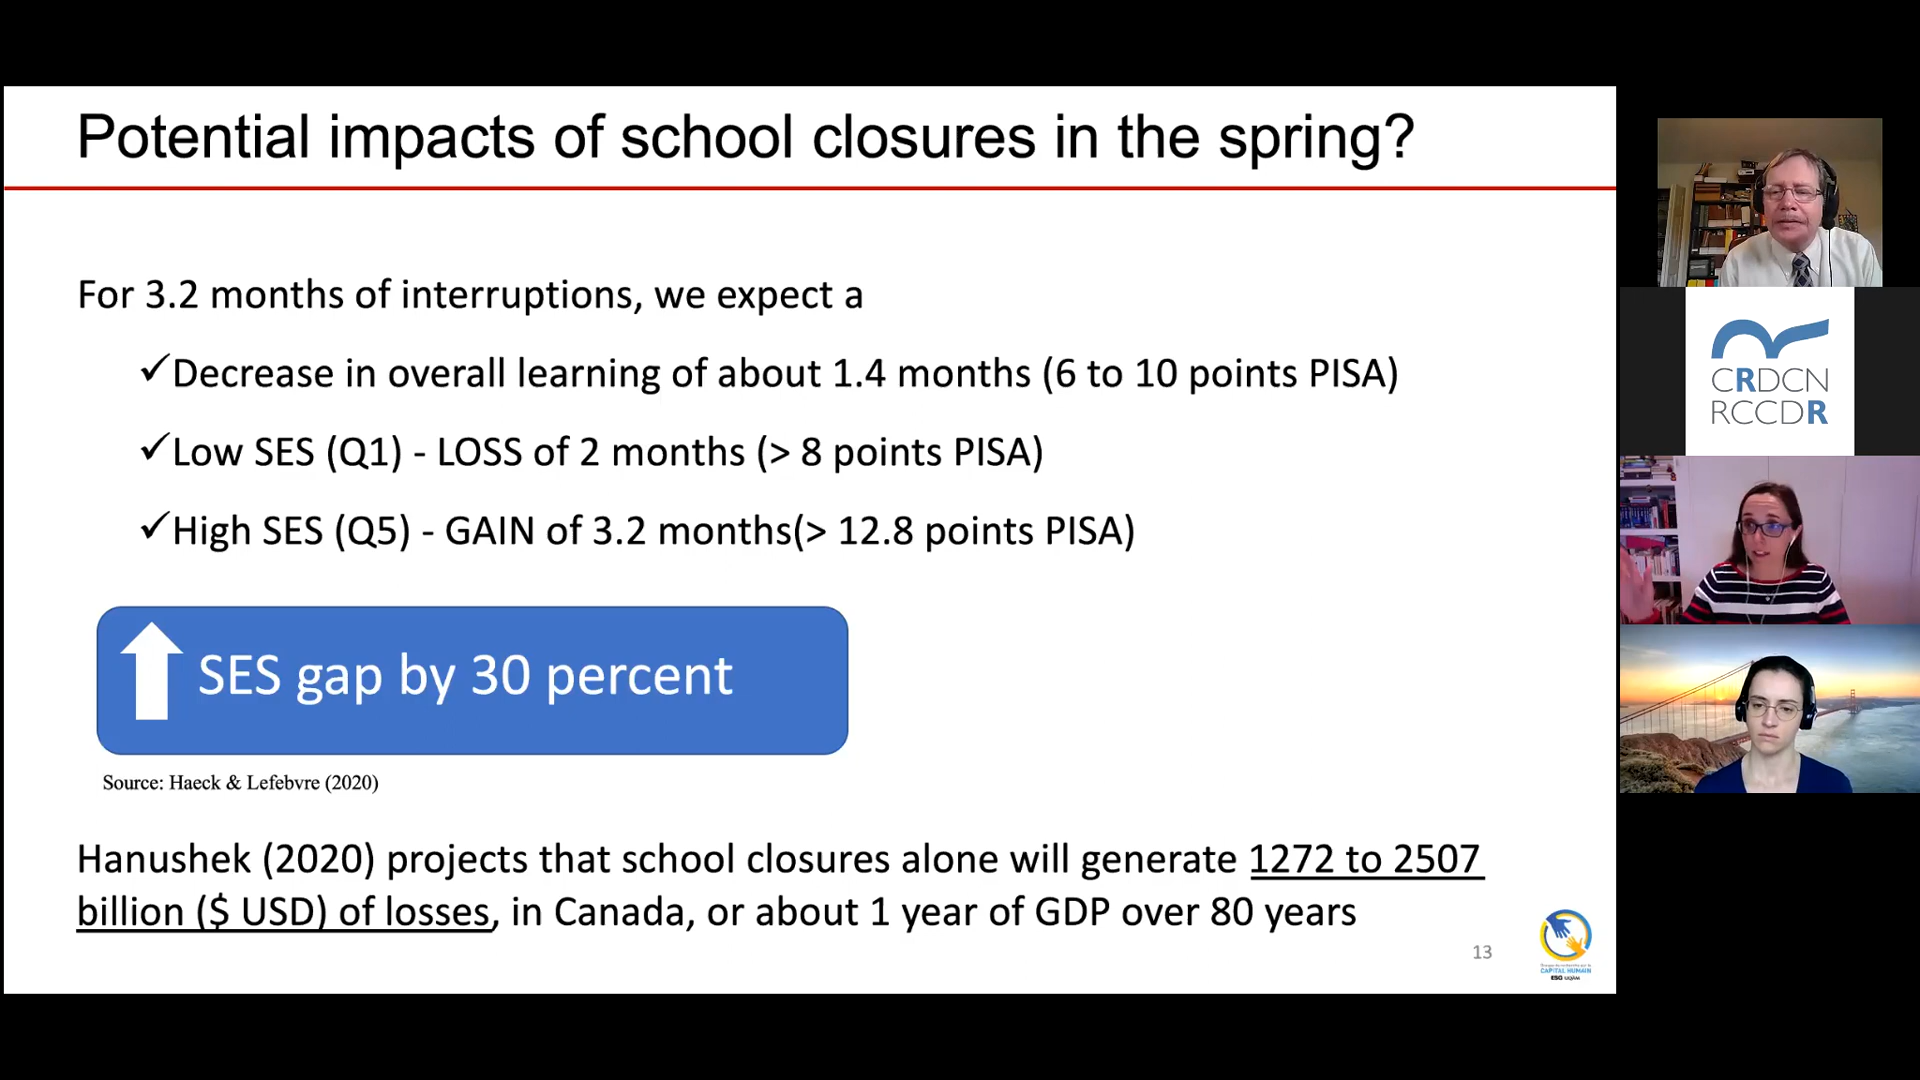 Potential impacts of school closures in the spring?
For 3.2 months of interruptions, we expect a
✓Decrease in overall learning of about 1.4 months (6 to 10 points PISA)
✓Low SES (Q1) - LOSS of 2 months (> 8 points PISA)
✓High SES (Q5) - GAIN of 3.2 months(> 12.8 points PISA)
SES gap by 30 percent
Source: Haeck & Lefebvre (2020)
Hanushek (2020) projects that school closures alone will generate 1272 to 2507
billion ($ USD) of losses, in Canada, or about 1 year of GDP over 80 years
13
CAPITAL HUMAIN
ESG UQAM
CRDCN
RCCDR